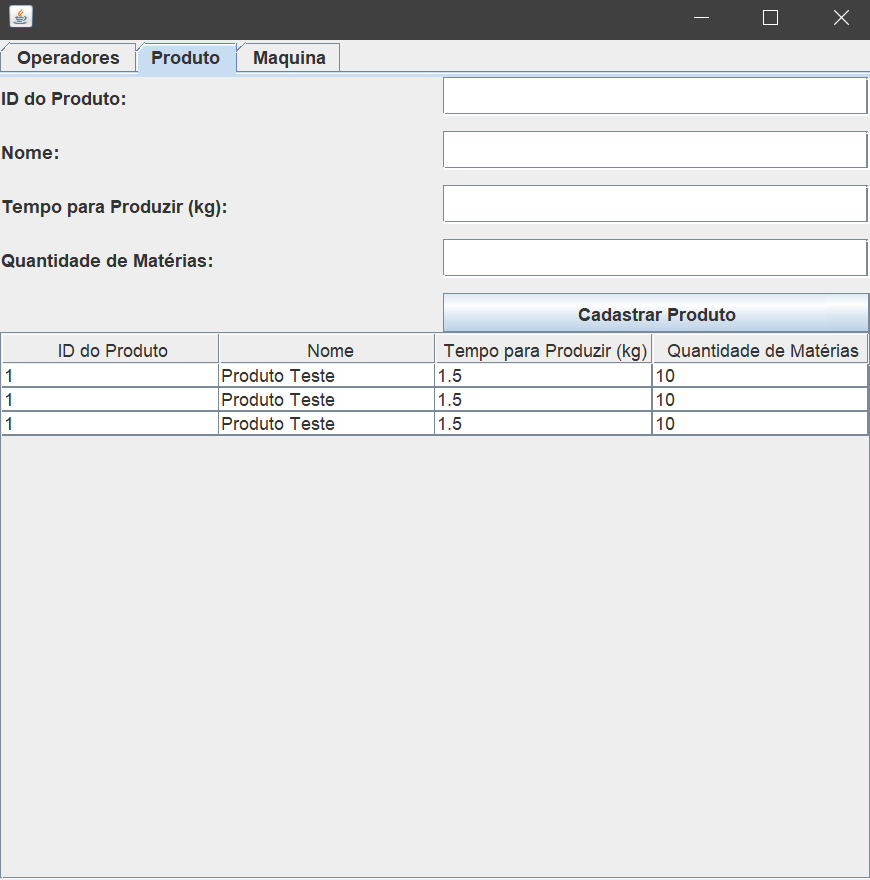 Operadores Produto Maquina
ID do Produto:
Nome:
Tempo para Produzir (kg):
Quantidade de Matérias:
Cadastrar Produto
ID do Produto Nome Tempo para Produzir (kg) Quantidade de Matérias
1 Produto Teste 1.5 10
1 Produto Teste 1.5 10
1 Produto Teste 1.5 10